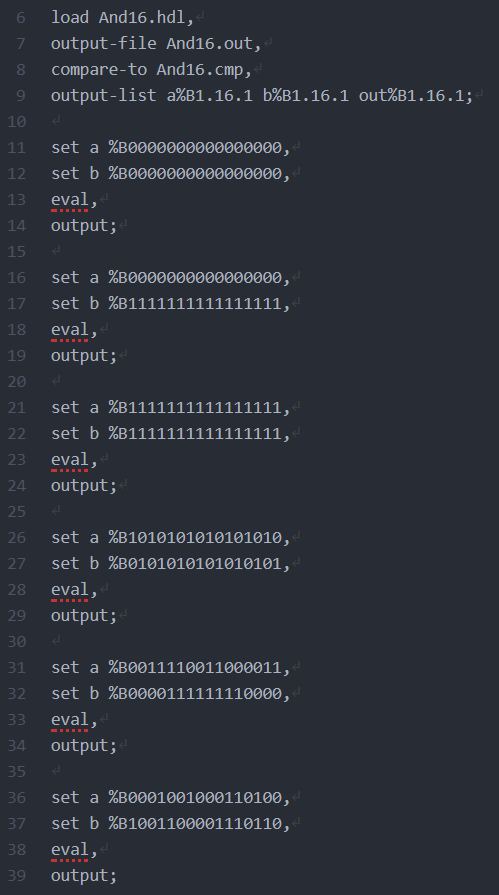 6 load And16.hdl,
7 output-file And16.out,
8 compare-to And16.cmp,
9 output-list a%B1.16.1 b%B1.16.1 out%B1.16.1;
10
11 set a %B0000000000000000,
12 set b %B0000000000000000,
13 eval,
14 output;
15
16 set a %B0000000000000000,
17 set b %B1111111111111111,
18 eval,
19 output;
20
21 set a %B1111111111111111,
22 set b %B1111111111111111,
23 eval,
24 output;
25
26 set a %B1010101010101010,
27 set b %B0101010101010101,
28 eval,
29 output;
30
31 set a %B0011110011000011,
32 set b %B0000111111110000,
33 eval,
34 output;
35
36 set a %B0001001000110100,
37 set b %B1001100001110110,
38 eval,
39 output;